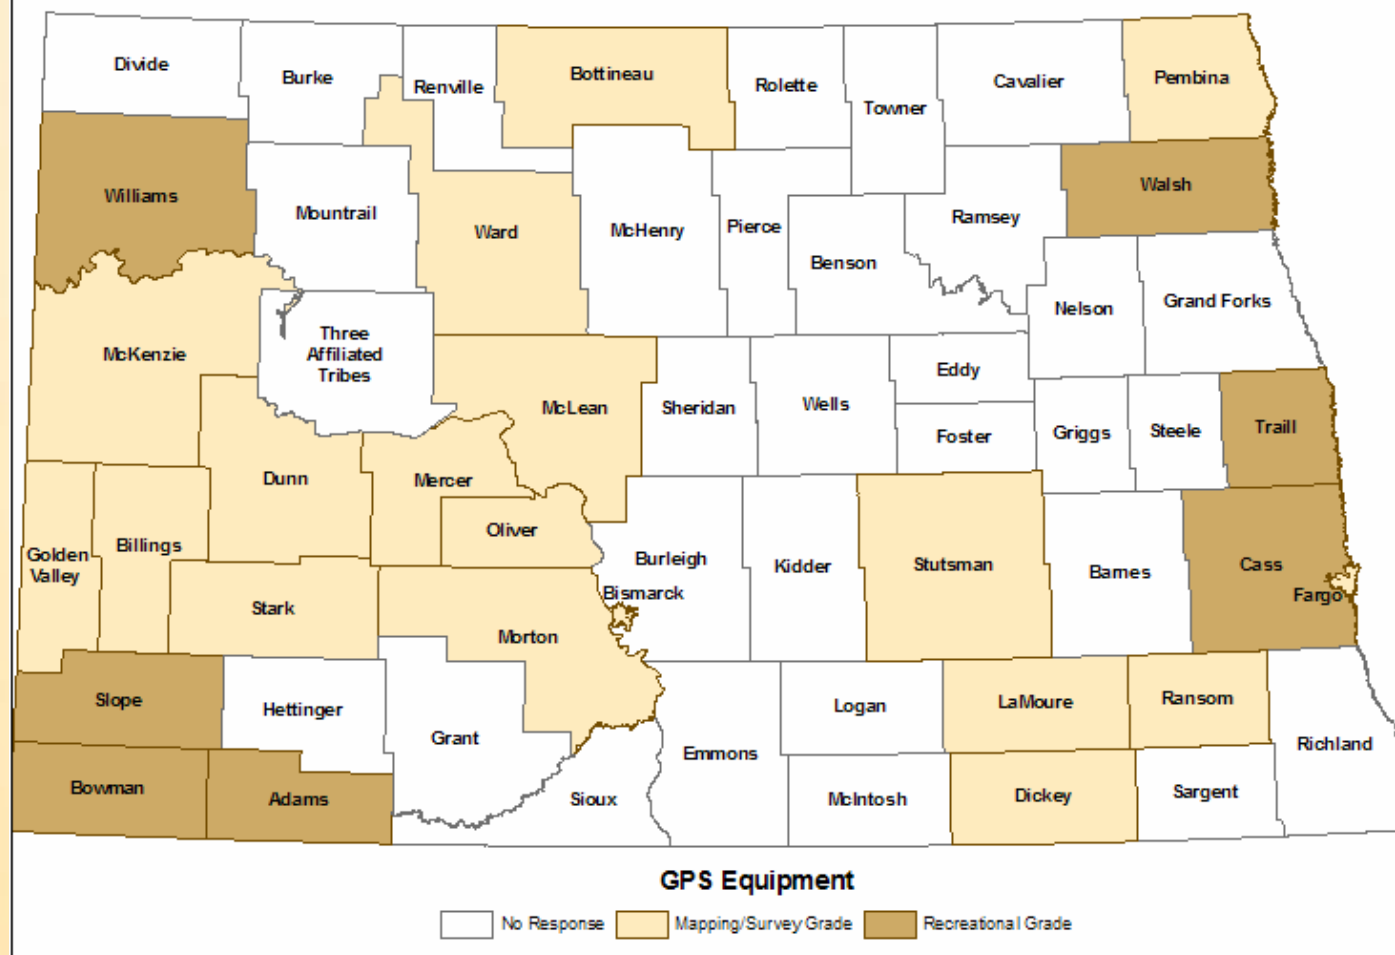 Divide
Burke
Renville
Bottineau
Rolette
Towner
Cavalier
Pembina
Williams
Mountrail
Ward
McHenry
Pierce
Benson
Ramsey
Walsh
Nelson
Grand Forks
McKenzie
Three
Affiliated
Tribes
McLean
Sheridan
Wells
Eddy
Foster
Griggs
Steele
Traill
Dunn
Mercer
Oliver
Golden
Valley
Billings
Stark
Morton
Burleigh
Bismarck
Kidder
Stutsman
Barnes
Cass
Fargo
Slope
Hettinger
Grant
Emmons
Logan
LaMoure
Ransom
Richland
Bowman
Adams
Sioux
McIntosh
Dickey
Sargent
GPS Equipment
No Response
Mapping/Survey Grade
Recreational Grade